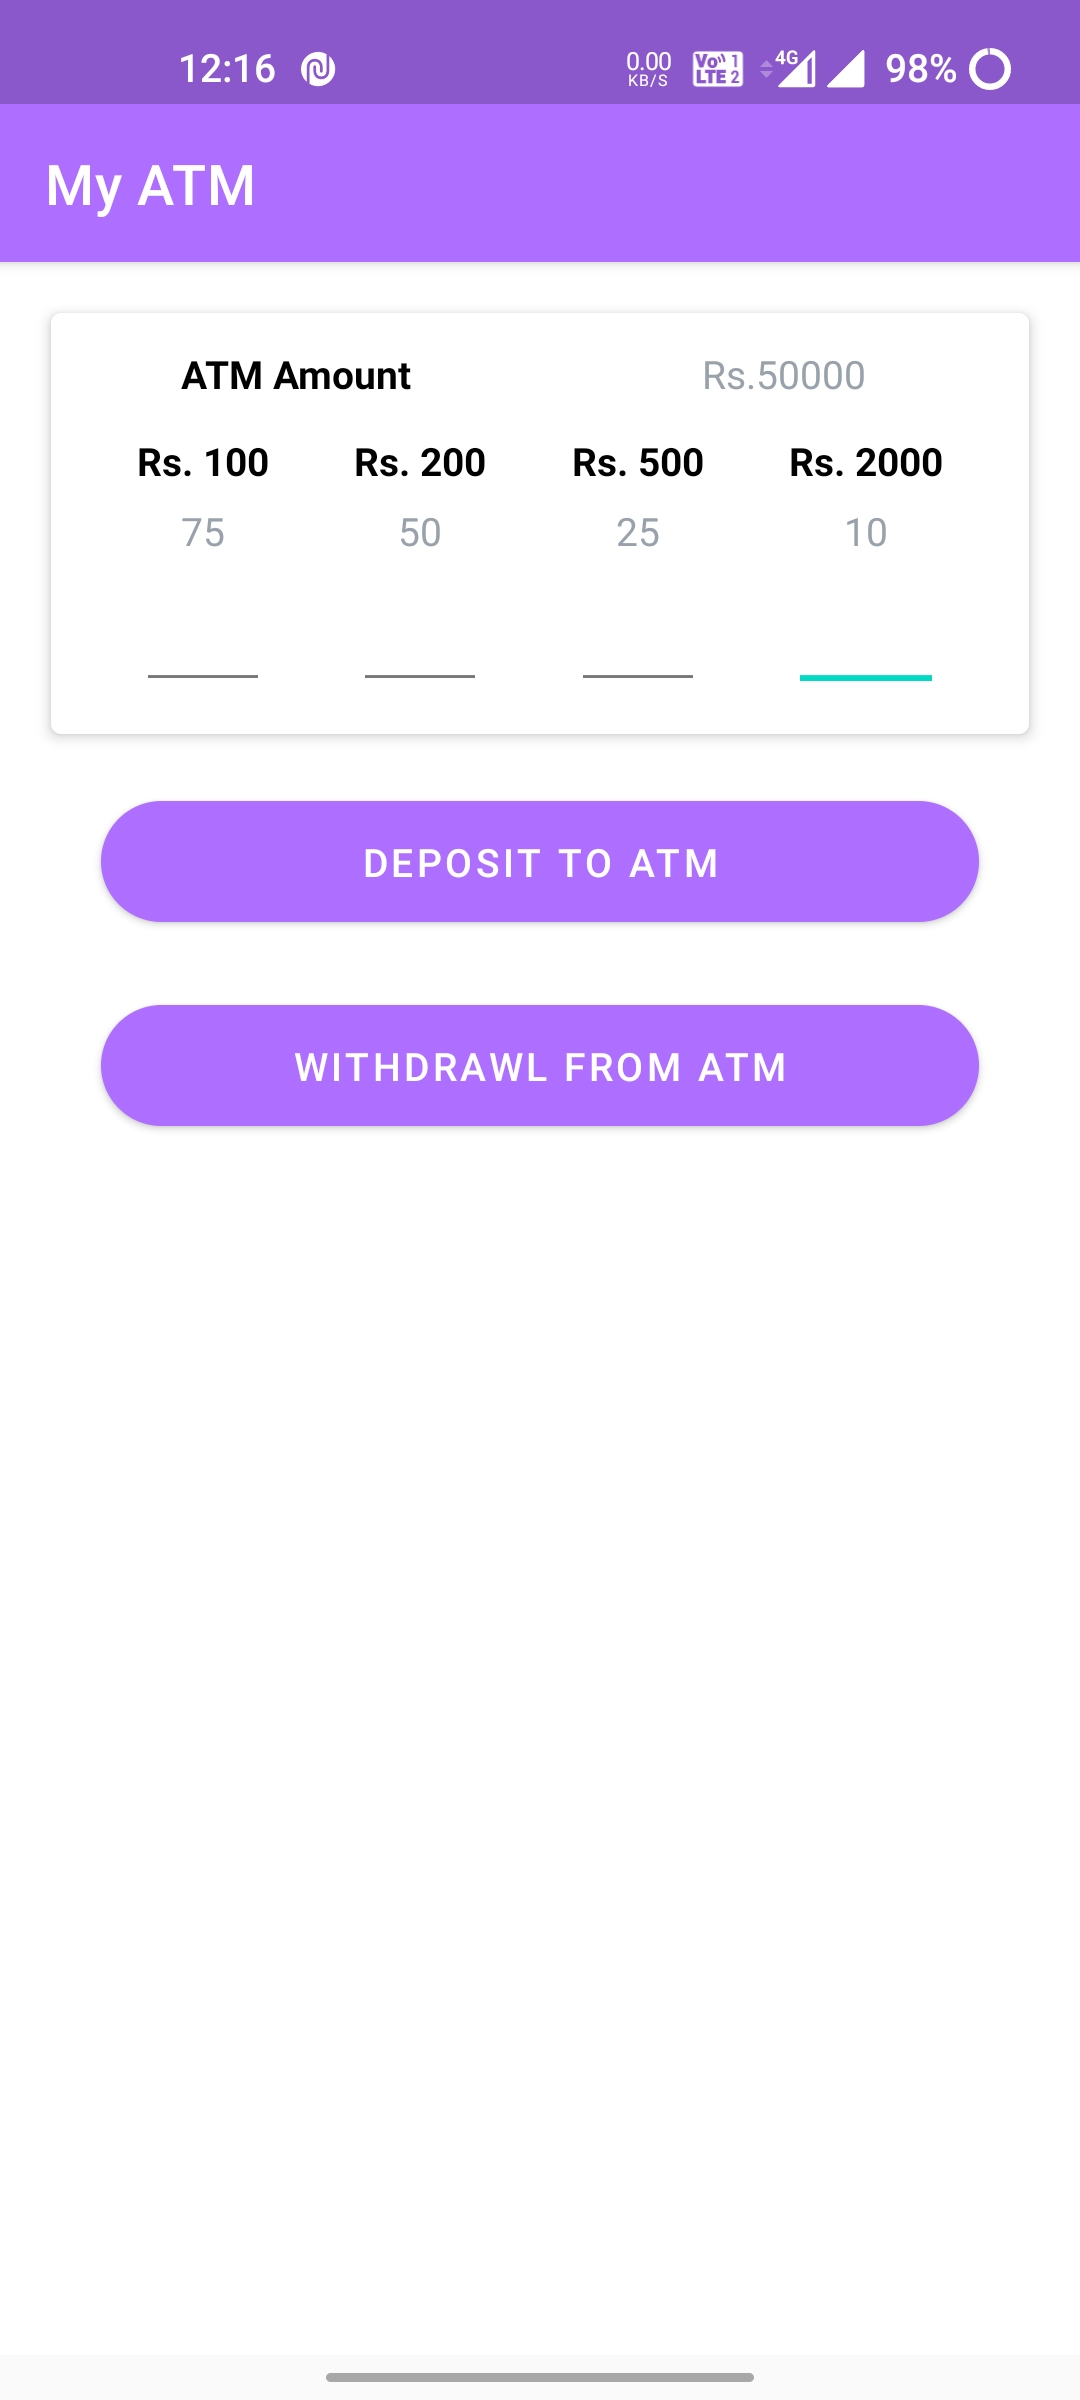 12:16 0.00 KB/S Vo)) 1 LTE 2 4G 98%
My ATM
ATM Amount Rs.50000
Rs. 100 Rs. 200 Rs. 500 Rs. 2000
75 50 25 10
DEPOSIT TO ATM
WITHDRAWL FROM ATM